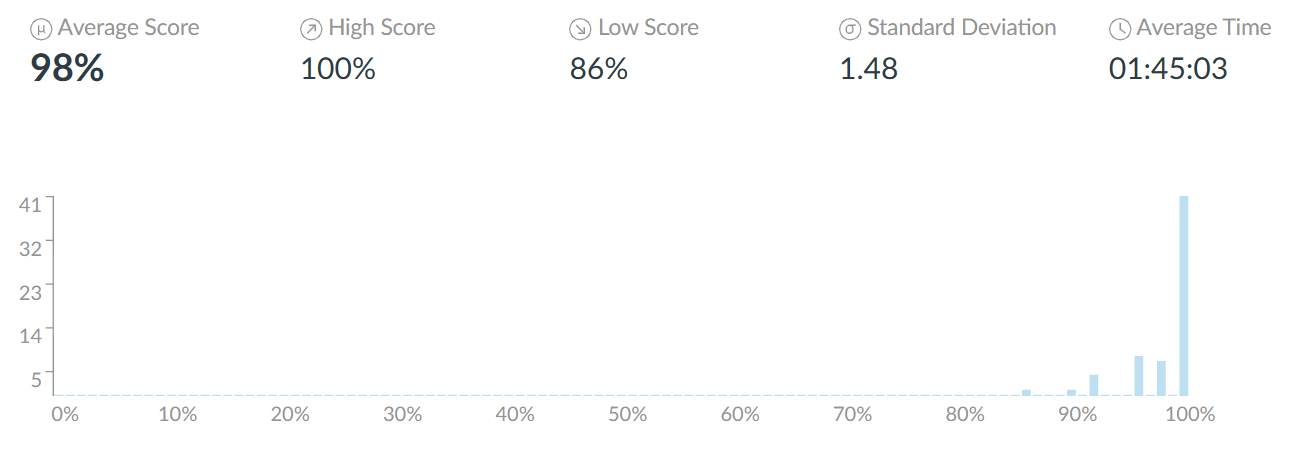 μ Average Score
High Score
Low Score
σ Standard Deviation
Average Time
98%
100%
86%
1.48
01:45:03
41
32
23
14
5
0% 10% 20% 30% 40% 50% 60% 70% 80% 90% 100%